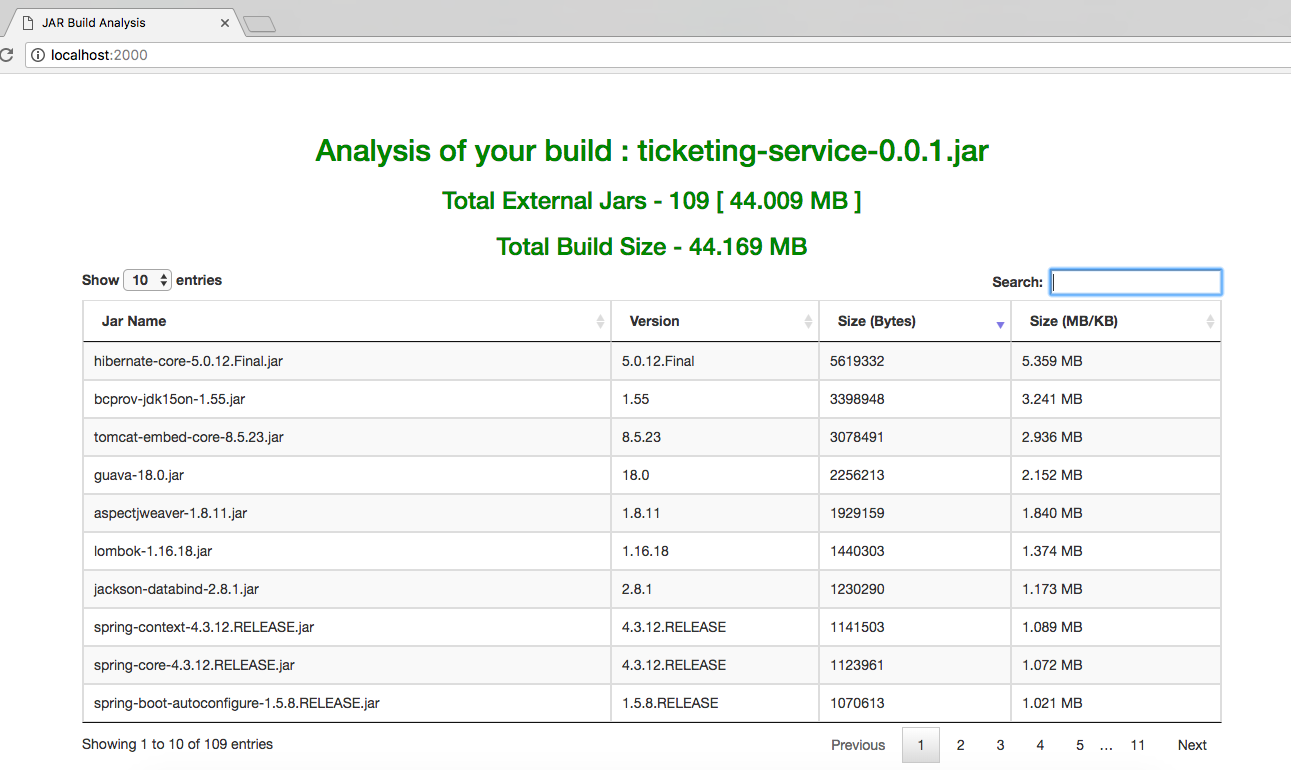 JAR Build Analysis
localhost:2000
Analysis of your build : ticketing-service-0.0.1.jar
Total External Jars - 109 [ 44.009 MB ]
Total Build Size - 44.169 MB
Show 10 entries Search:
Jar Name Version Size (Bytes) Size (MB/KB)
hibernate-core-5.0.12.Final.jar 5.0.12.Final 5619332 5.359 MB
bcprov-jdk15on-1.55.jar 1.55 3398948 3.241 MB
tomcat-embed-core-8.5.23.jar 8.5.23 3078491 2.936 MB
guava-18.0.jar 18.0 2256213 2.152 MB
aspectjweaver-1.8.11.jar 1.8.11 1929159 1.840 MB
lombok-1.16.18.jar 1.16.18 1440303 1.374 MB
jackson-databind-2.8.1.jar 2.8.1 1230290 1.173 MB
spring-context-4.3.12.RELEASE.jar 4.3.12.RELEASE 1141503 1.089 MB
spring-core-4.3.12.RELEASE.jar 4.3.12.RELEASE 1123961 1.072 MB
spring-boot-autoconfigure-1.5.8.RELEASE.jar 1.5.8.RELEASE 1070613 1.021 MB
Showing 1 to 10 of 109 entries Previous 1 2 3 4 5 ... 11 Next